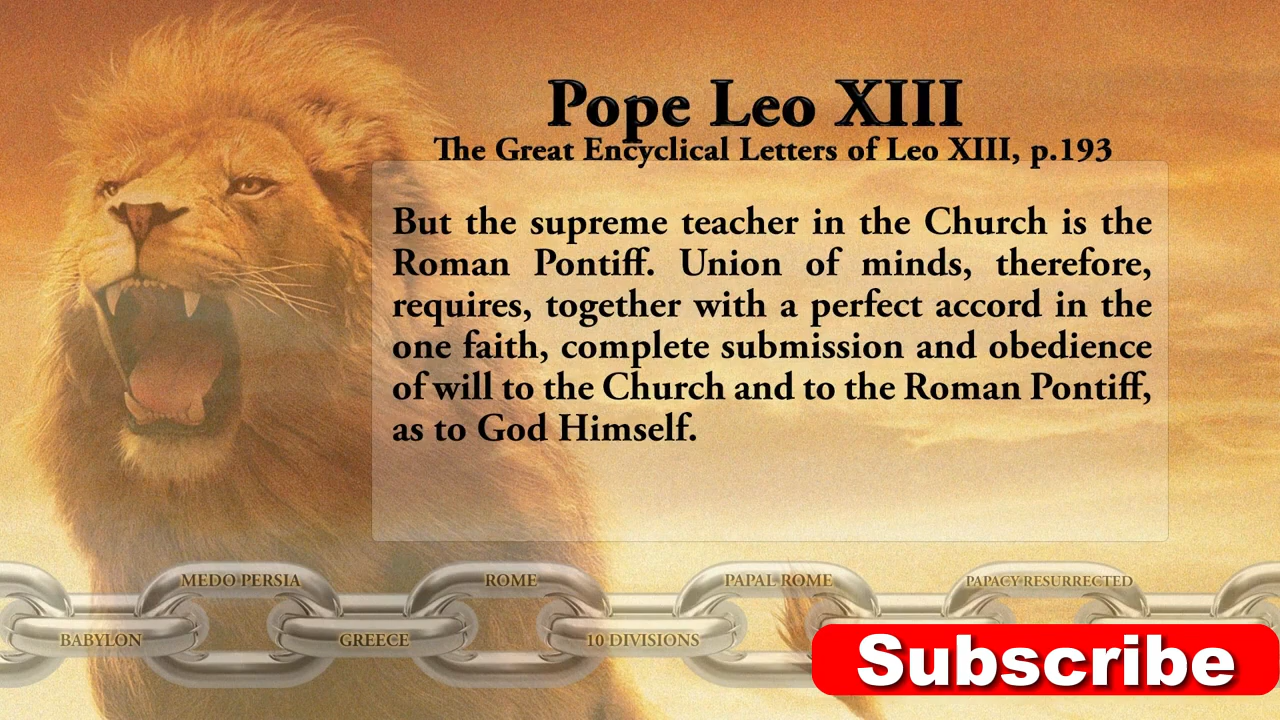 Pope Leo XIII
The Great Encyclical Letters of Leo XIII, p.193
But the supreme teacher in the Church is the
Roman Pontiff. Union of minds, therefore,
requires, together with a perfect accord in the
one faith, complete submission and obedience
of will to the Church and to the Roman Pontiff,
as to God Himself.
MEDO PERSIA ROME PAPAL ROME PAPACY RESURRECTED
BABYLON GREECE 10 DIVISIONS
Subscribe